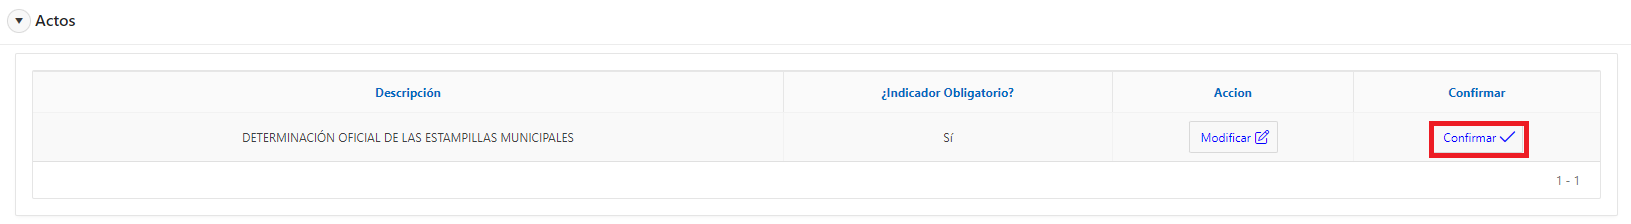 Actos
Descripción ¿Indicador Obligatorio? Accion Confirmar
DETERMINACIÓN OFICIAL DE LAS ESTAMPILLAS MUNICIPALES Sí Modificar Confirmar
1 - 1